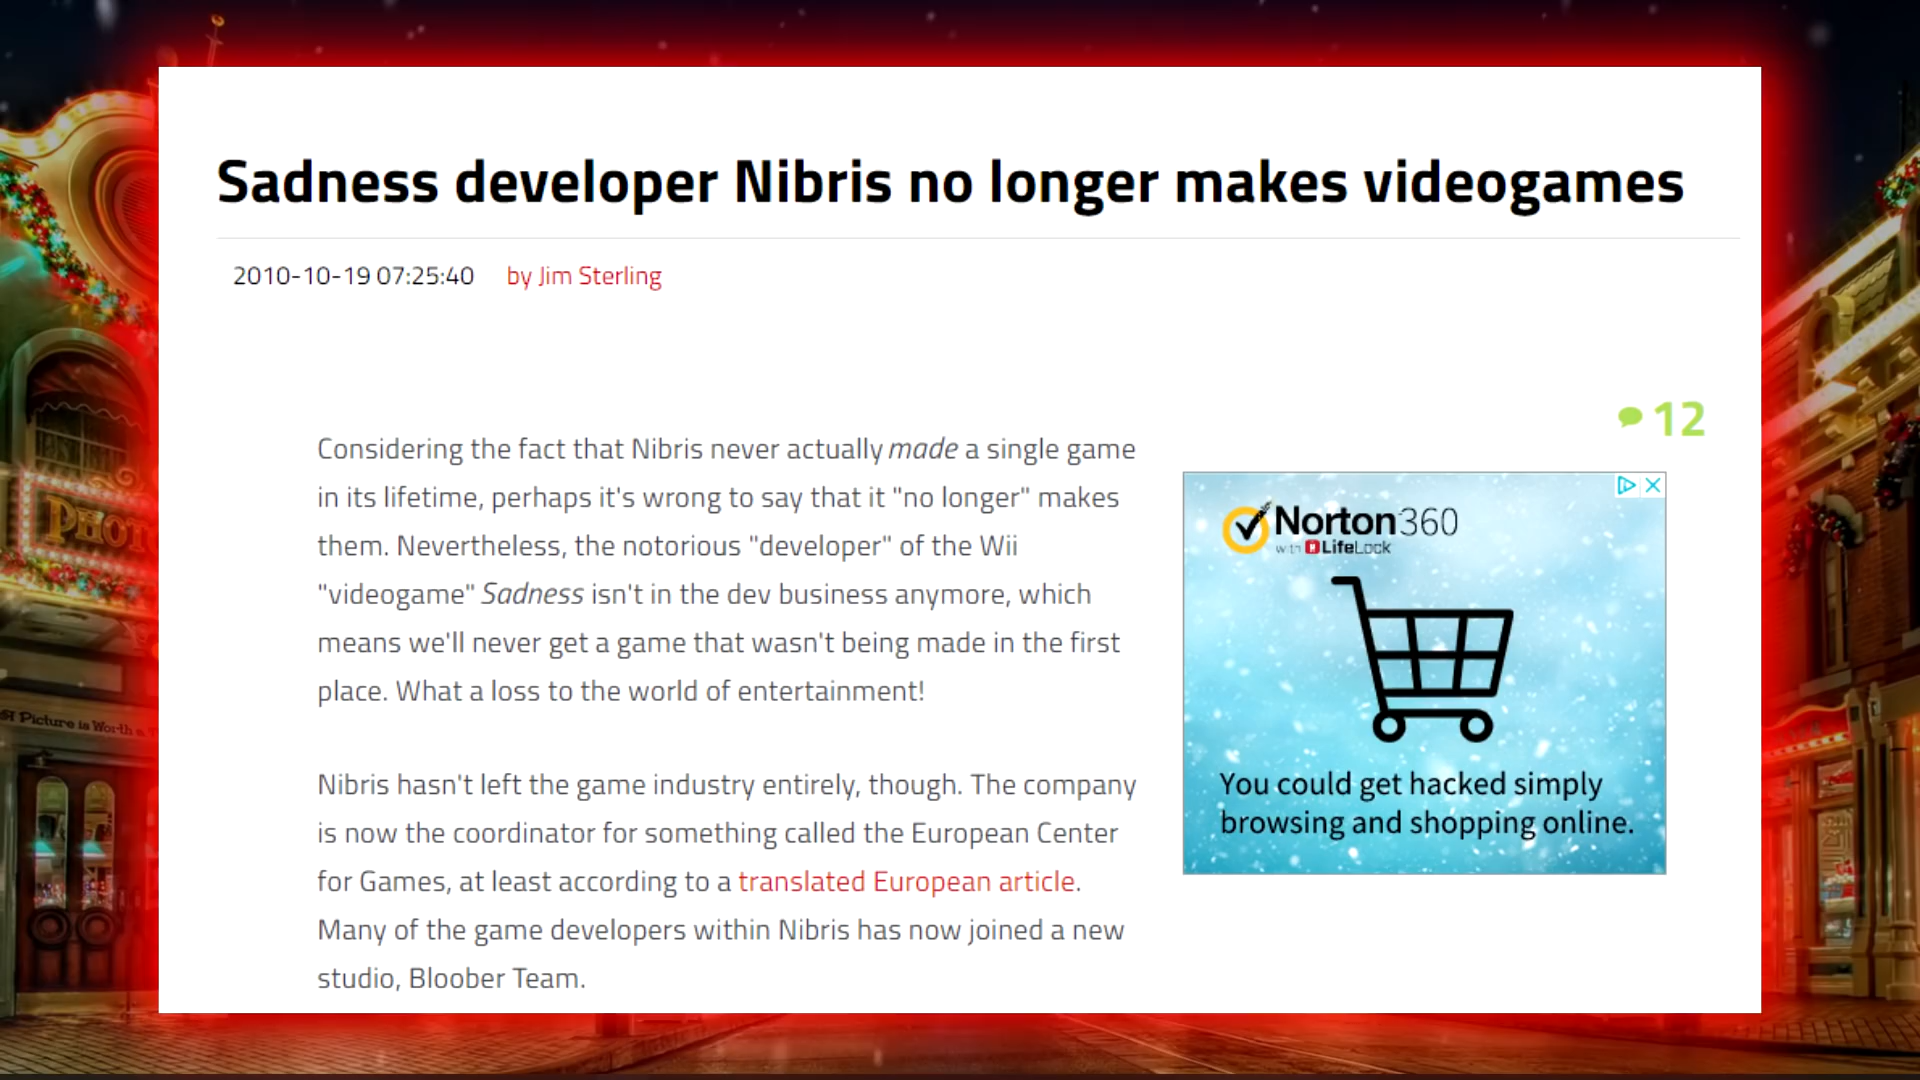 Sadness developer Nibris no longer makes videogames
2010-10-19 07:25:40 by Jim Sterling
12
Considering the fact that Nibris never actually made a single game
in its lifetime, perhaps it's wrong to say that it "no longer" makes
them. Nevertheless, the notorious "developer" of the Wii
"videogame" Sadness isn't in the dev business anymore, which
means we'll never get a game that wasn't being made in the first
place. What a loss to the world of entertainment!
Nibris hasn't left the game industry entirely, though. The company
is now the coordinator for something called the European Center
for Games, at least according to a translated European article.
Many of the game developers within Nibris has now joined a new
studio, Bloober Team.
Norton360
with LifeLock
You could get hacked simply
browsing and shopping online.
PHOT
A Picture is Worth a